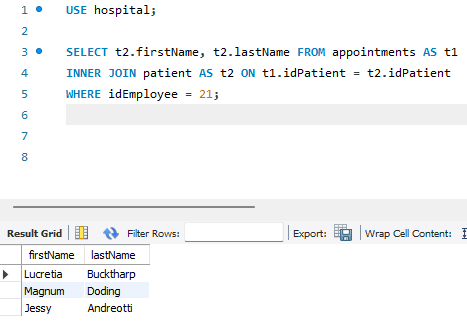 1 USE hospital;
2
3 SELECT t2.firstName, t2.lastName FROM appointments AS t1
4 INNER JOIN patient AS t2 ON t1.idPatient = t2.idPatient
5 WHERE idEmployee = 21;
6
7
8
Result Grid Filter Rows: Export: Wrap Cell Content:
firstName lastName
Lucretia Bucktharp
Magnum Doding
Jessy Andreotti